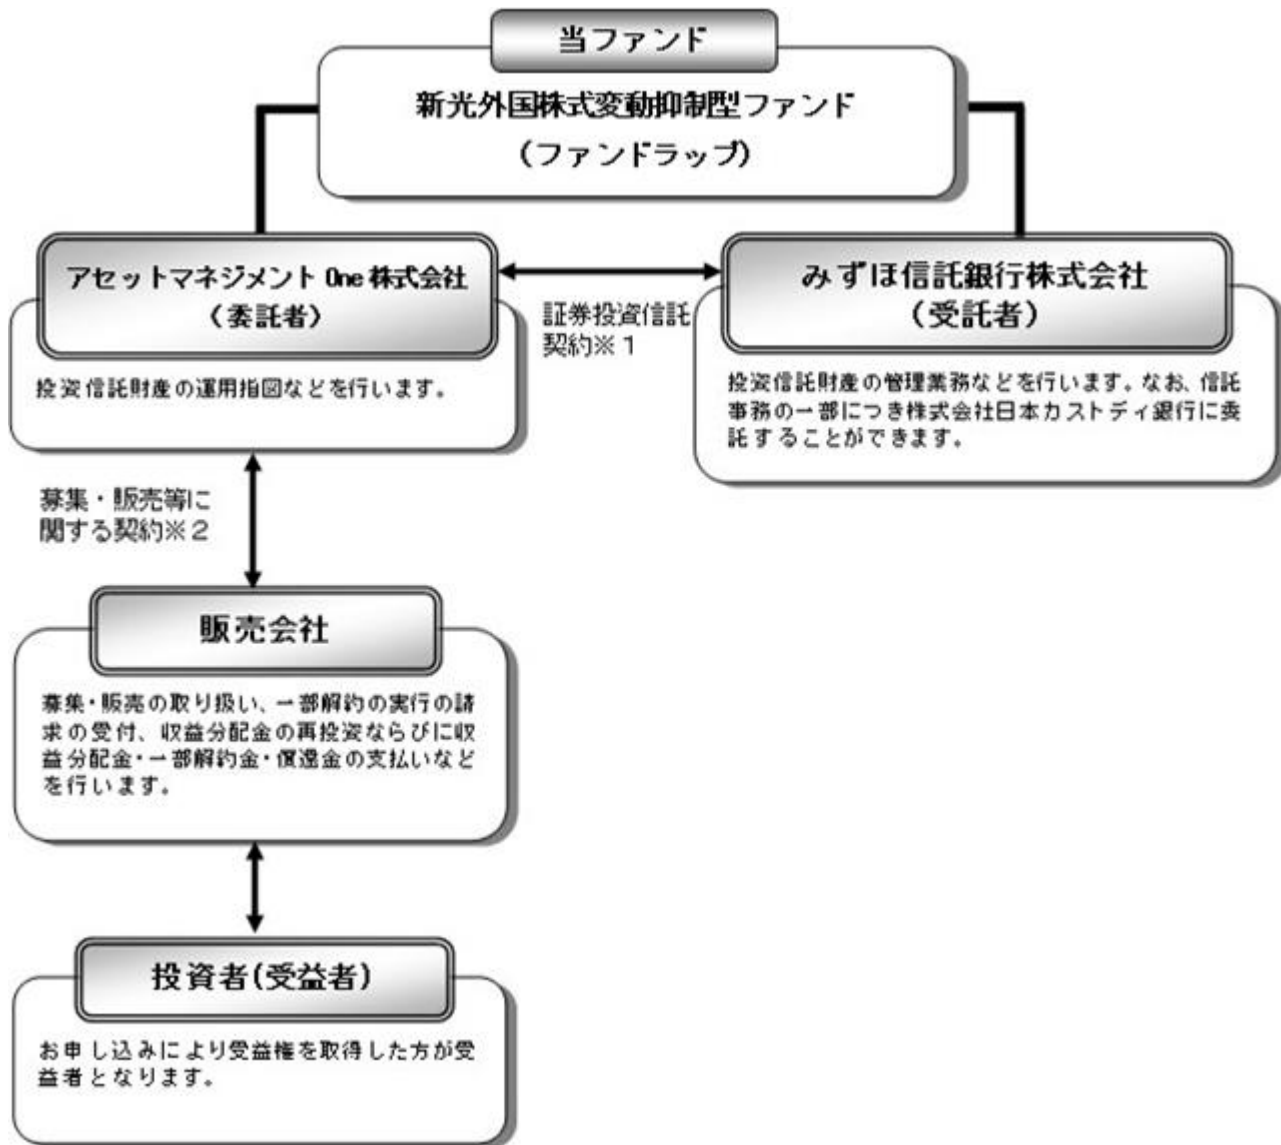 当ファンド
新光外国株式変動抑制型ファンド
（ファンドラップ）
アセットマネジメント One 株式会社
（委託者）
投資信託財産の運用指図などを行います。
証券投資信託
契約※１
みずほ信託銀行株式会社
（受託者）
投資信託財産の管理業務などを行います。なお、信託
事務の一部につき株式会社日本カストディ銀行に委
託することができます。
募集・販売等に
関する契約※２
販売会社
募集・販売の取り扱い、一部解約の実行の請
求の受付、収益分配金の再投資ならびに収
益分配金・一部解約金・償還金の支払いなど
を行います。
投資者(受益者)
お申し込みにより受益権を取得した方が受
益者となります。